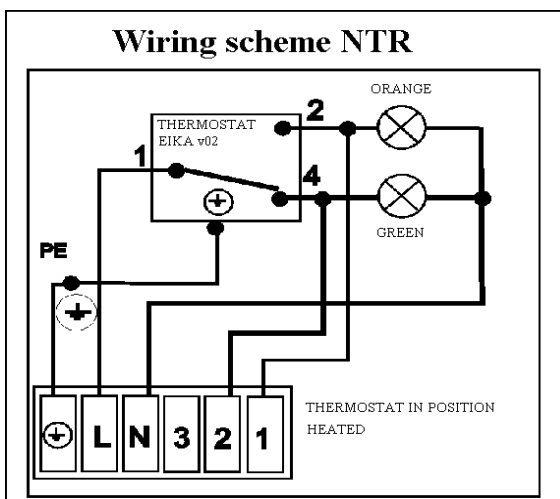 Wiring scheme NTR
ORANGE
THERMOSTAT
EIKA v02
2
1
4
GREEN
PE
L N 3 2 1
THERMOSTAT IN POSITION
HEATED